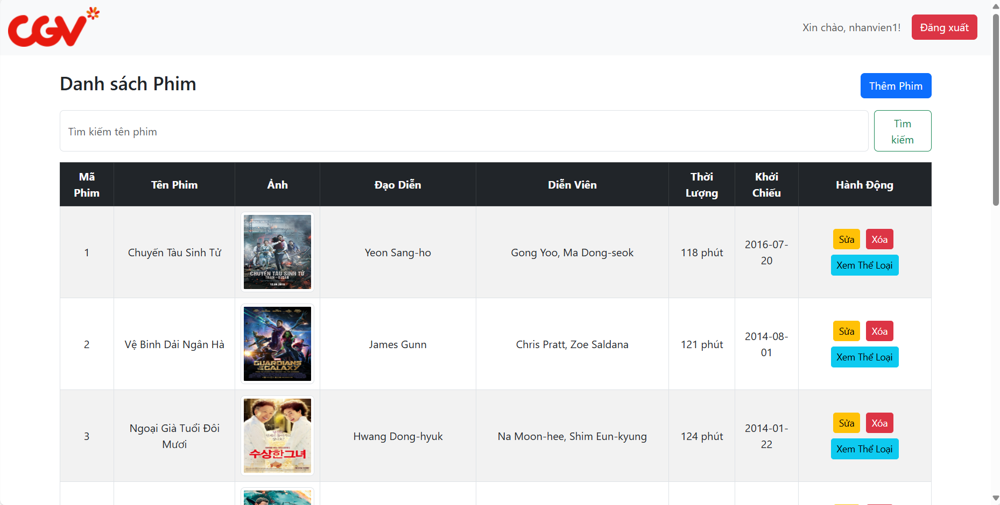 CGV
Xin chào, nhanvien1!
Đăng xuất
Danh sách Phim
Thêm Phim
Tìm kiếm tên phim
Tìm
kiếm
Mã
Phim
Tên Phim
Ảnh
Đạo Diễn
Diễn Viên
Thời
Lượng
Khởi
Chiếu
Hành Động
1
Chuyến Tàu Sinh Tử
CHUYẾN TÀU SINH TỬ
TRAIN TO BUSAN
12.08.2016
Yeon Sang-ho
Gong Yoo, Ma Dong-seok
118 phút
2016-07-
20
Sửa
Xóa
Xem Thể Loại
2
Vệ Binh Dải Ngân Hà
MARVEL
GUARDIANS
OF THE GALAXY
James Gunn
Chris Pratt, Zoe Saldana
121 phút
2014-08-
01
Sửa
Xóa
Xem Thể Loại
3
Ngoại Già Tuổi Đôi
Mươi
수상한그녀
Hwang Dong-hyuk
Na Moon-hee, Shim Eun-kyung
124 phút
2014-01-
22
Sửa
Xóa
Xem Thể Loại